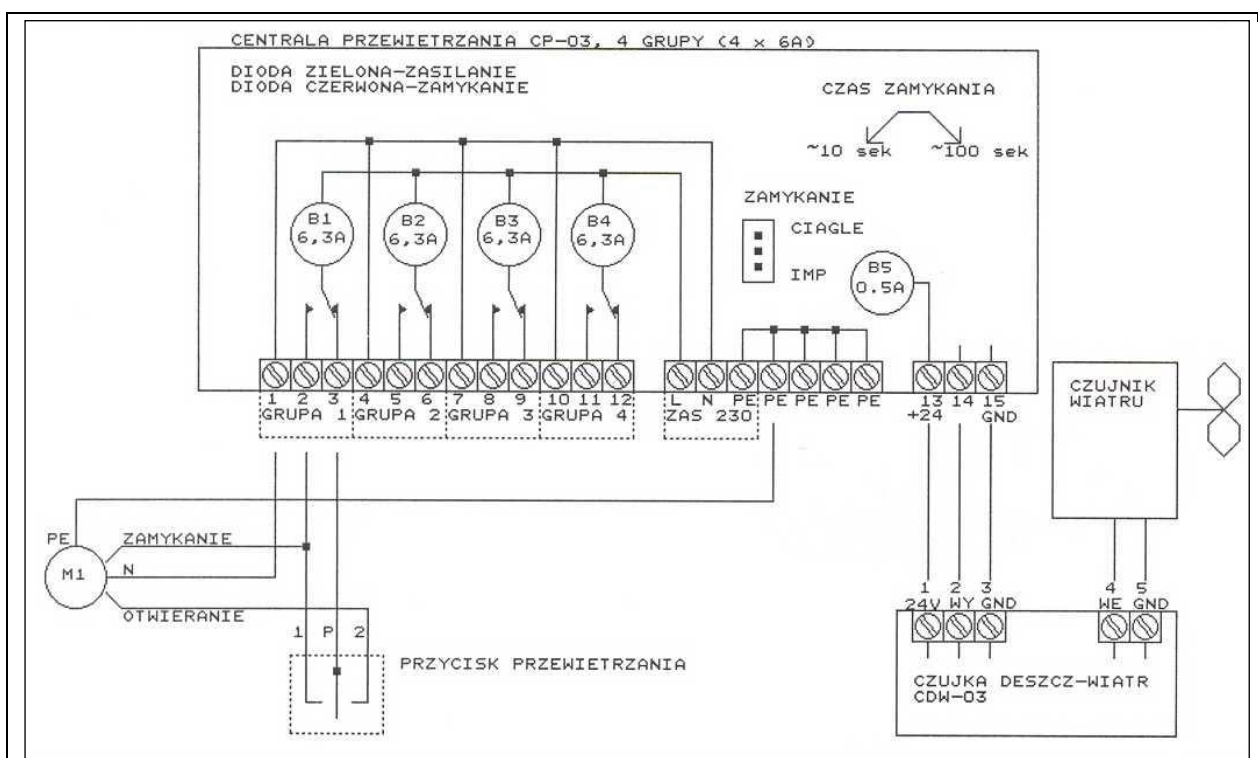 CENTRALA PRZEWIETRZANIA CP-03, 4 GRUPY (4 x 6A)
DIODA ZIELONA-ZASILANIE
DIODA CZERWONA-ZAMYKANIE
CZAS ZAMYKANIA
~10 sek ~100 sek
ZAMYKANIE
CIAGLE
IMP
B1
6,3A
B2
6,3A
B3
6,3A
B4
6,3A
B5
0.5A
1 2 3 4 5 6 7 8 9 10 11 12
GRUPA 1 GRUPA 2 GRUPA 3 GRUPA 4
L N PE PE PE PE PE
ZAS 230
13 14 15
+24 GND
CZUJNIK
WIATRU
PE
M1
ZAMYKANIE
N
OTWIERANIE
1 P 2
PRZYCISK PRZEWIETRZANIA
1 2 3 4 5
24V WY GND WE GND
CZUJKA DESZCZ-WIATR
CDW-03